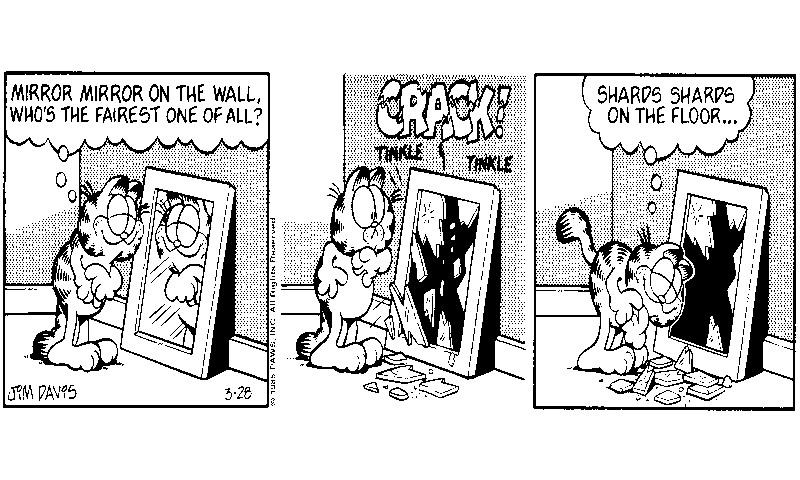 MIRROR MIRROR ON THE WALL,
WHO'S THE FAIREST ONE OF ALL?
JIM DAVIS
3-28
CRACK!
TINKLE
TINKLE
SHARDS SHARDS
ON THE FLOOR...